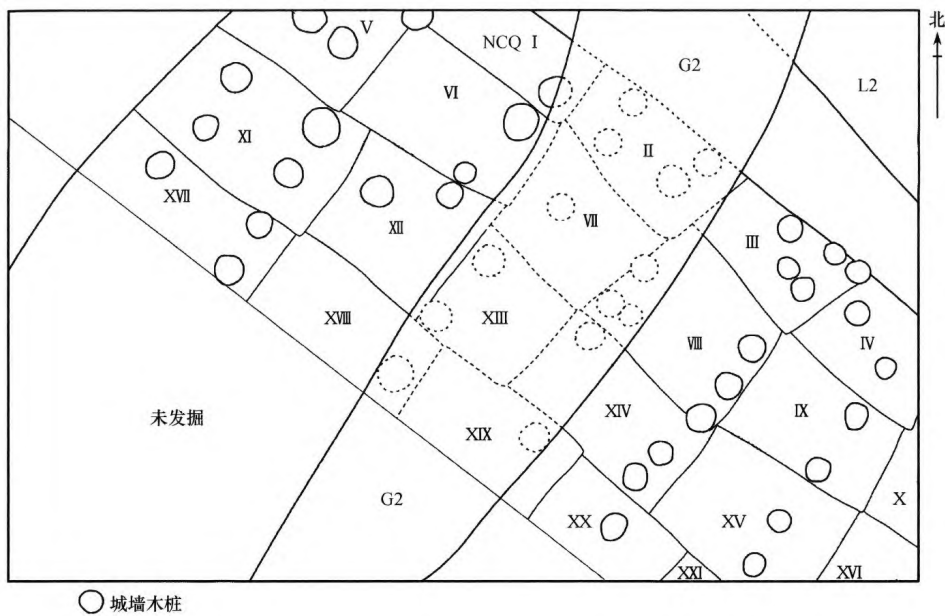 北
V
NCQ I
G2
L2
VI
XI
II
XVII
XII
VII
III
XVIII
XIII
VIII
IV
未发掘
XIV
IX
XIX
G2
X
XX
XV
XXI
XVI
城墙木桩